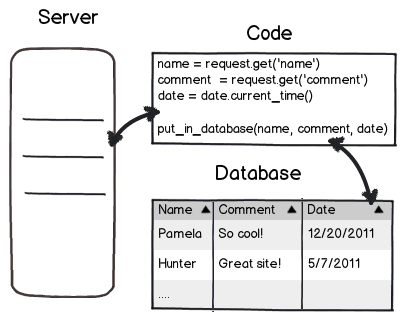 Server
Code
name = request.get('name')
comment = request.get('comment')
date = date.current_time()
put_in_database(name, comment, date)
Database
Name Comment Date
Pamela So cool! 12/20/2011
Hunter Great site! 5/7/2011
....